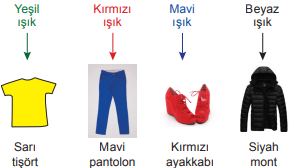 Yeşil ışık
Kırmızı ışık
Mavi ışık
Beyaz ışık
Sarı tişört
Mavi pantolon
Kırmızı ayakkabı
Siyah mont